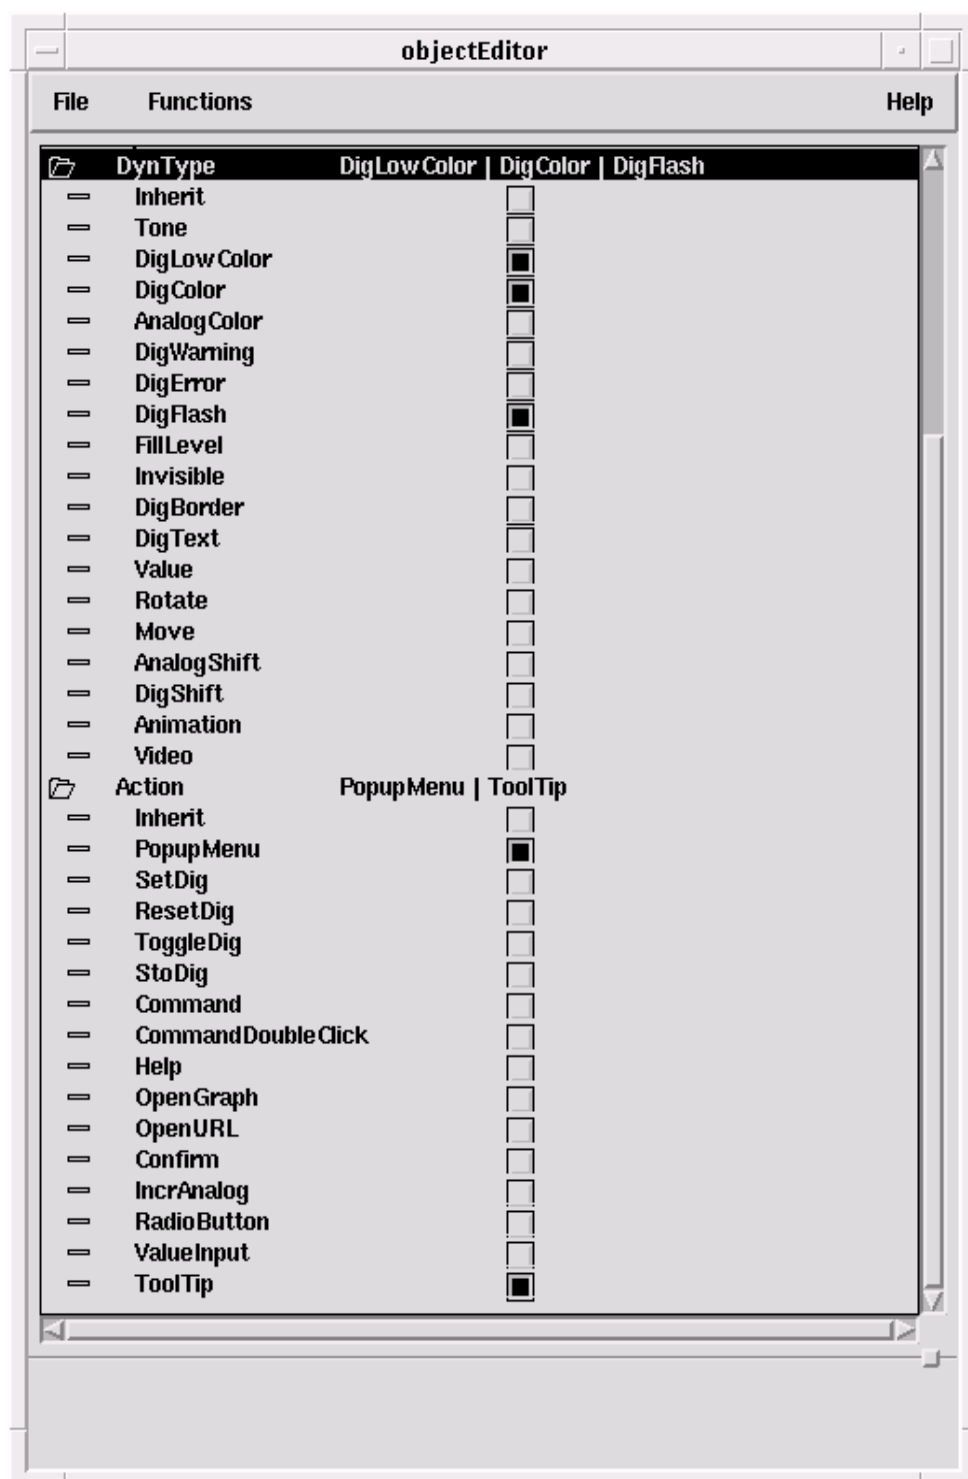 objectEditor
File Functions Help
DynType DigLowColor | DigColor | DigFlash
Inherit
Tone
DigLowColor
DigColor
AnalogColor
DigWarning
DigError
DigFlash
FillLevel
Invisible
DigBorder
DigText
Value
Rotate
Move
AnalogShift
DigShift
Animation
Video
Action PopupMenu | ToolTip
Inherit
PopupMenu
SetDig
ResetDig
ToggleDig
StoDig
Command
CommandDoubleClick
Help
OpenGraph
OpenURL
Confirm
IncrAnalog
RadioButton
ValueInput
ToolTip